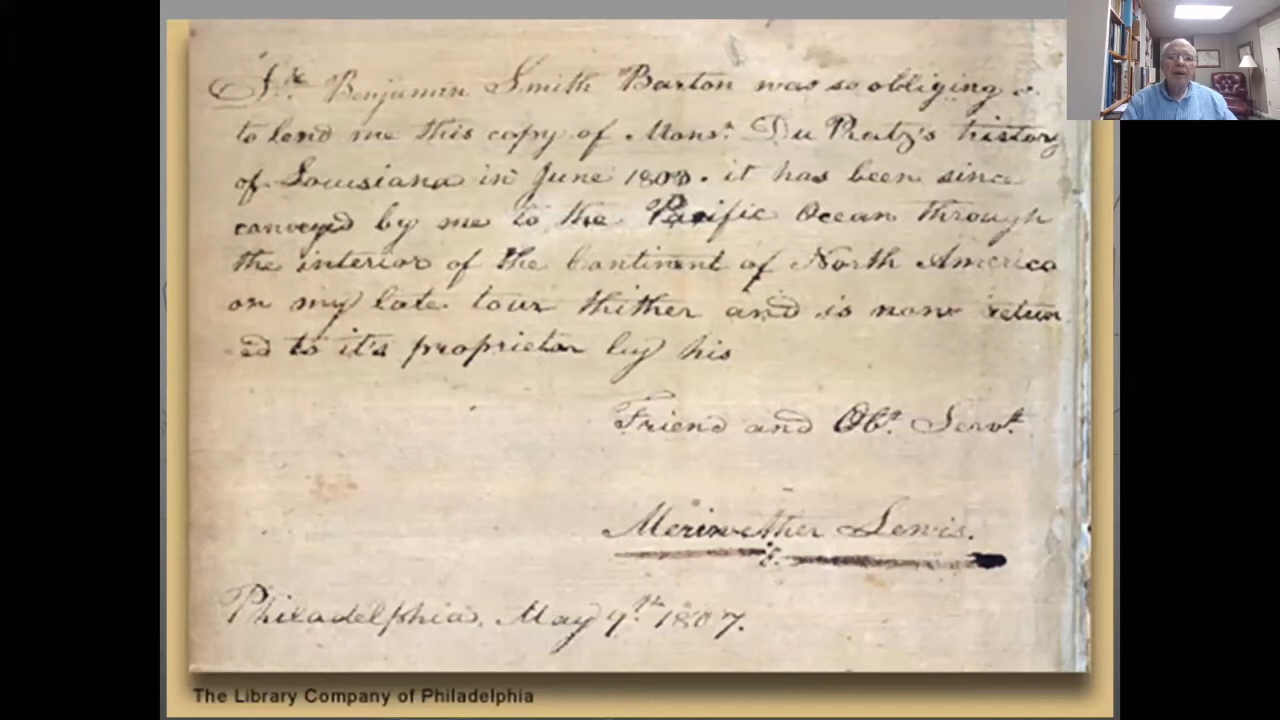 Dr. Benjamin Smith Barton was so obliging as
to lend me this copy of Monsr. Du Pratz's history
of Louisiana in June 1803. it has been since
conveyed by me to the Pacific Ocean through
the interior of the Continent of North America
on my late tour thither and is now return
ed to it's proprietor by his
Friend and Obt. Servt.
Meriwether Lewis.
Philadelphia, May 9th. 1807.
The Library Company of Philadelphia